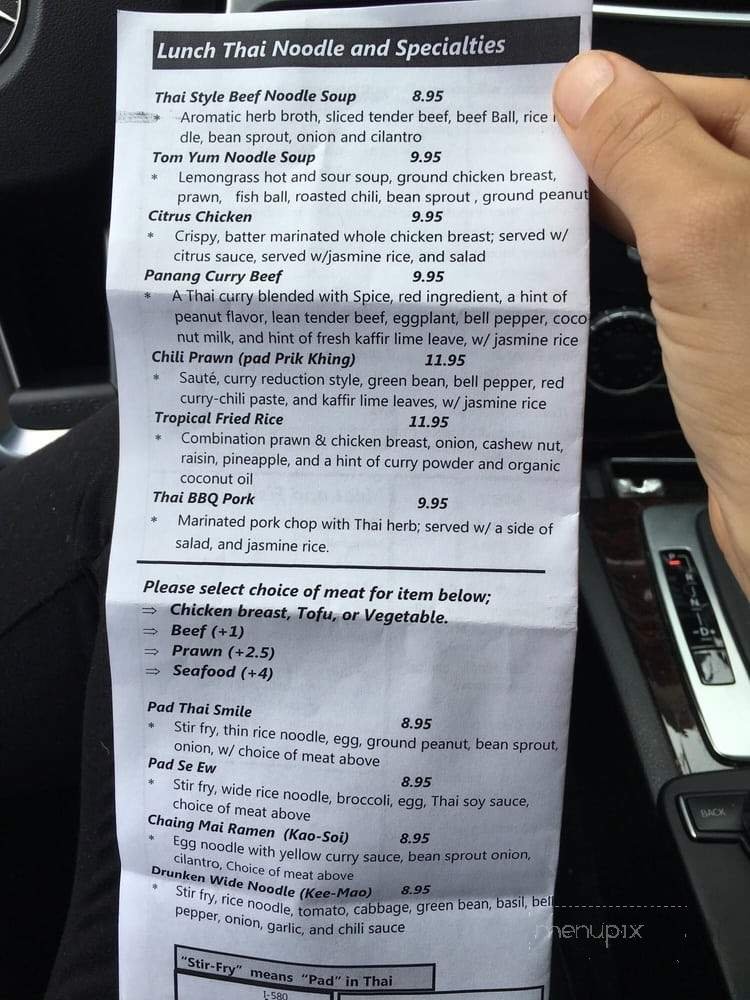 Lunch Thai Noodle and Specialties
Thai Style Beef Noodle Soup 8.95
* Aromatic herb broth, sliced tender beef, beef Ball, rice
dle, bean sprout, onion and cilantro
Tom Yum Noodle Soup 9.95
* Lemongrass hot and sour soup, ground chicken breast,
prawn, fish ball, roasted chili, bean sprout , ground peanut
Citrus Chicken 9.95
* Crispy, batter marinated whole chicken breast; served w/
citrus sauce, served w/jasmine rice, and salad
Panang Curry Beef 9.95
* A Thai curry blended with Spice, red ingredient, a hint of
peanut flavor, lean tender beef, eggplant, bell pepper, coco
nut milk, and hint of fresh kaffir lime leave, w/ jasmine rice
Chili Prawn (pad Prik Khing) 11.95
* Sauté, curry reduction style, green bean, bell pepper, red
curry-chili paste, and kaffir lime leaves, w/ jasmine rice
Tropical Fried Rice 11.95
* Combination prawn & chicken breast, onion, cashew nut,
raisin, pineapple, and a hint of curry powder and organic
coconut oil
Thai BBQ Pork 9.95
* Marinated pork chop with Thai herb; served w/ a side of
salad, and jasmine rice.
Please select choice of meat for item below;
⇒ Chicken breast, Tofu, or Vegetable.
⇒ Beef (+1)
⇒ Prawn (+2.5)
⇒ Seafood (+4)
Pad Thai Smile 8.95
* Stir fry, thin rice noodle, egg, ground peanut, bean sprout,
onion, w/ choice of meat above
Pad Se Ew 8.95
* Stir fry, wide rice noodle, broccoli, egg, Thai soy sauce,
choice of meat above
Chaing Mai Ramen (Kao-Soi) 8.95
* Egg noodle with yellow curry sauce, bean sprout onion,
cilantro, Choice of meat above
Drunken Wide Noodle (Kee-Mao) 8.95
* Stir fry, rice noodle, tomato, cabbage, green bean, basil, bell
pepper, onion, garlic, and chili sauce
"Stir-Fry" means "Pad" in Thai
I-580
P
R
N
D
BACK
menupix